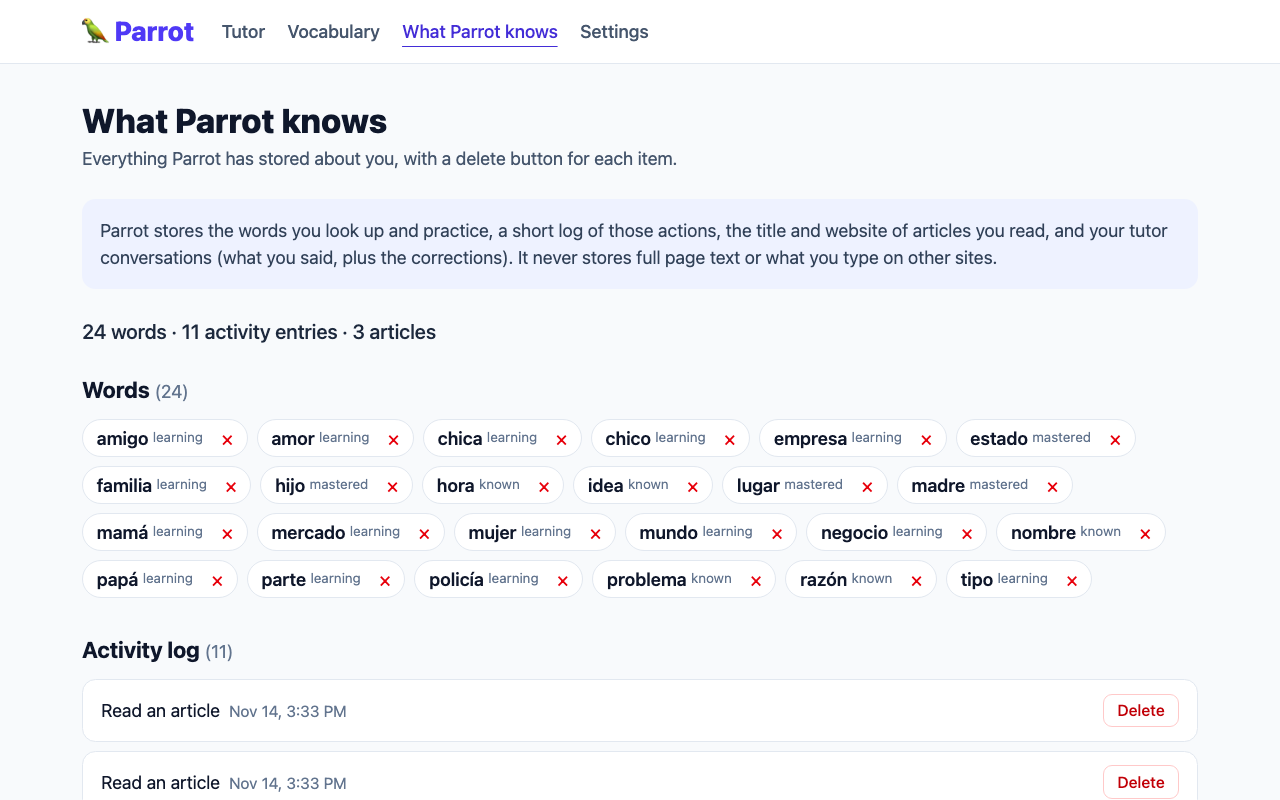 🦜 Parrot Tutor Vocabulary What Parrot knows Settings
What Parrot knows
Everything Parrot has stored about you, with a delete button for each item.
Parrot stores the words you look up and practice, a short log of those actions, the title and website of articles you read, and your tutor
conversations (what you said, plus the corrections). It never stores full page text or what you type on other sites.
24 words · 11 activity entries · 3 articles
Words (24)
amigo learning × amor learning × chica learning × chico learning × empresa learning × estado mastered ×
familia learning × hijo mastered × hora known × idea known × lugar mastered × madre mastered ×
mamá learning × mercado learning × mujer learning × mundo learning × negocio learning × nombre known ×
papá learning × parte learning × policía learning × problema known × razón known × tipo learning ×
Activity log (11)
Read an article Nov 14, 3:33 PM Delete
Read an article Nov 14, 3:33 PM Delete